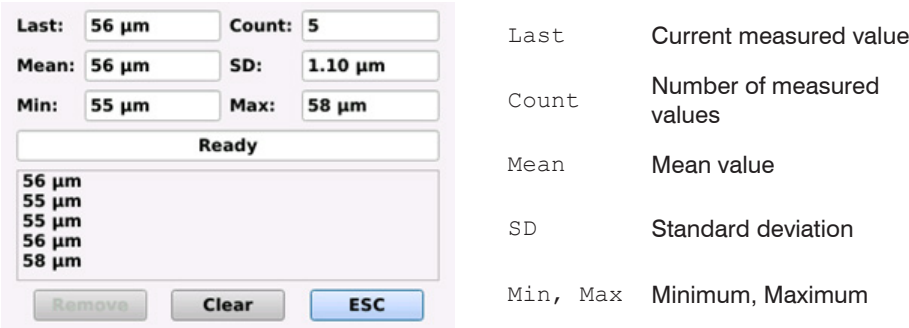 Last: 56 µm Count: 5
Mean: 56 µm SD: 1.10 µm
Min: 55 µm Max: 58 µm
Ready
56 µm
55 µm
55 µm
56 µm
58 µm
Remove Clear ESC
Last Current measured value
Count Number of measured
values
Mean Mean value
SD Standard deviation
Min, Max Minimum, Maximum